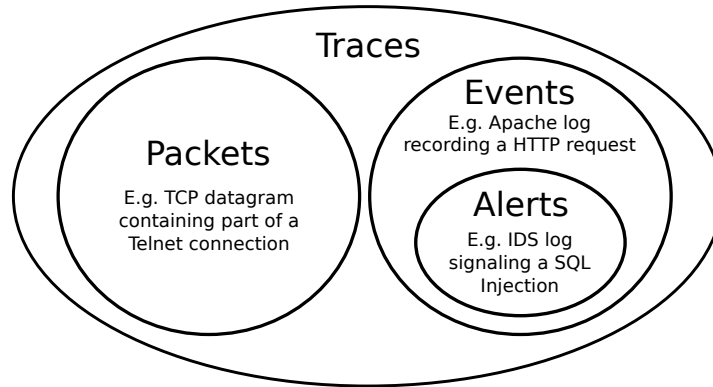 Traces
Packets
E.g. TCP datagram
containing part of a
Telnet connection
Events
E.g. Apache log
recording a HTTP request
Alerts
E.g. IDS log
signaling a SQL
Injection